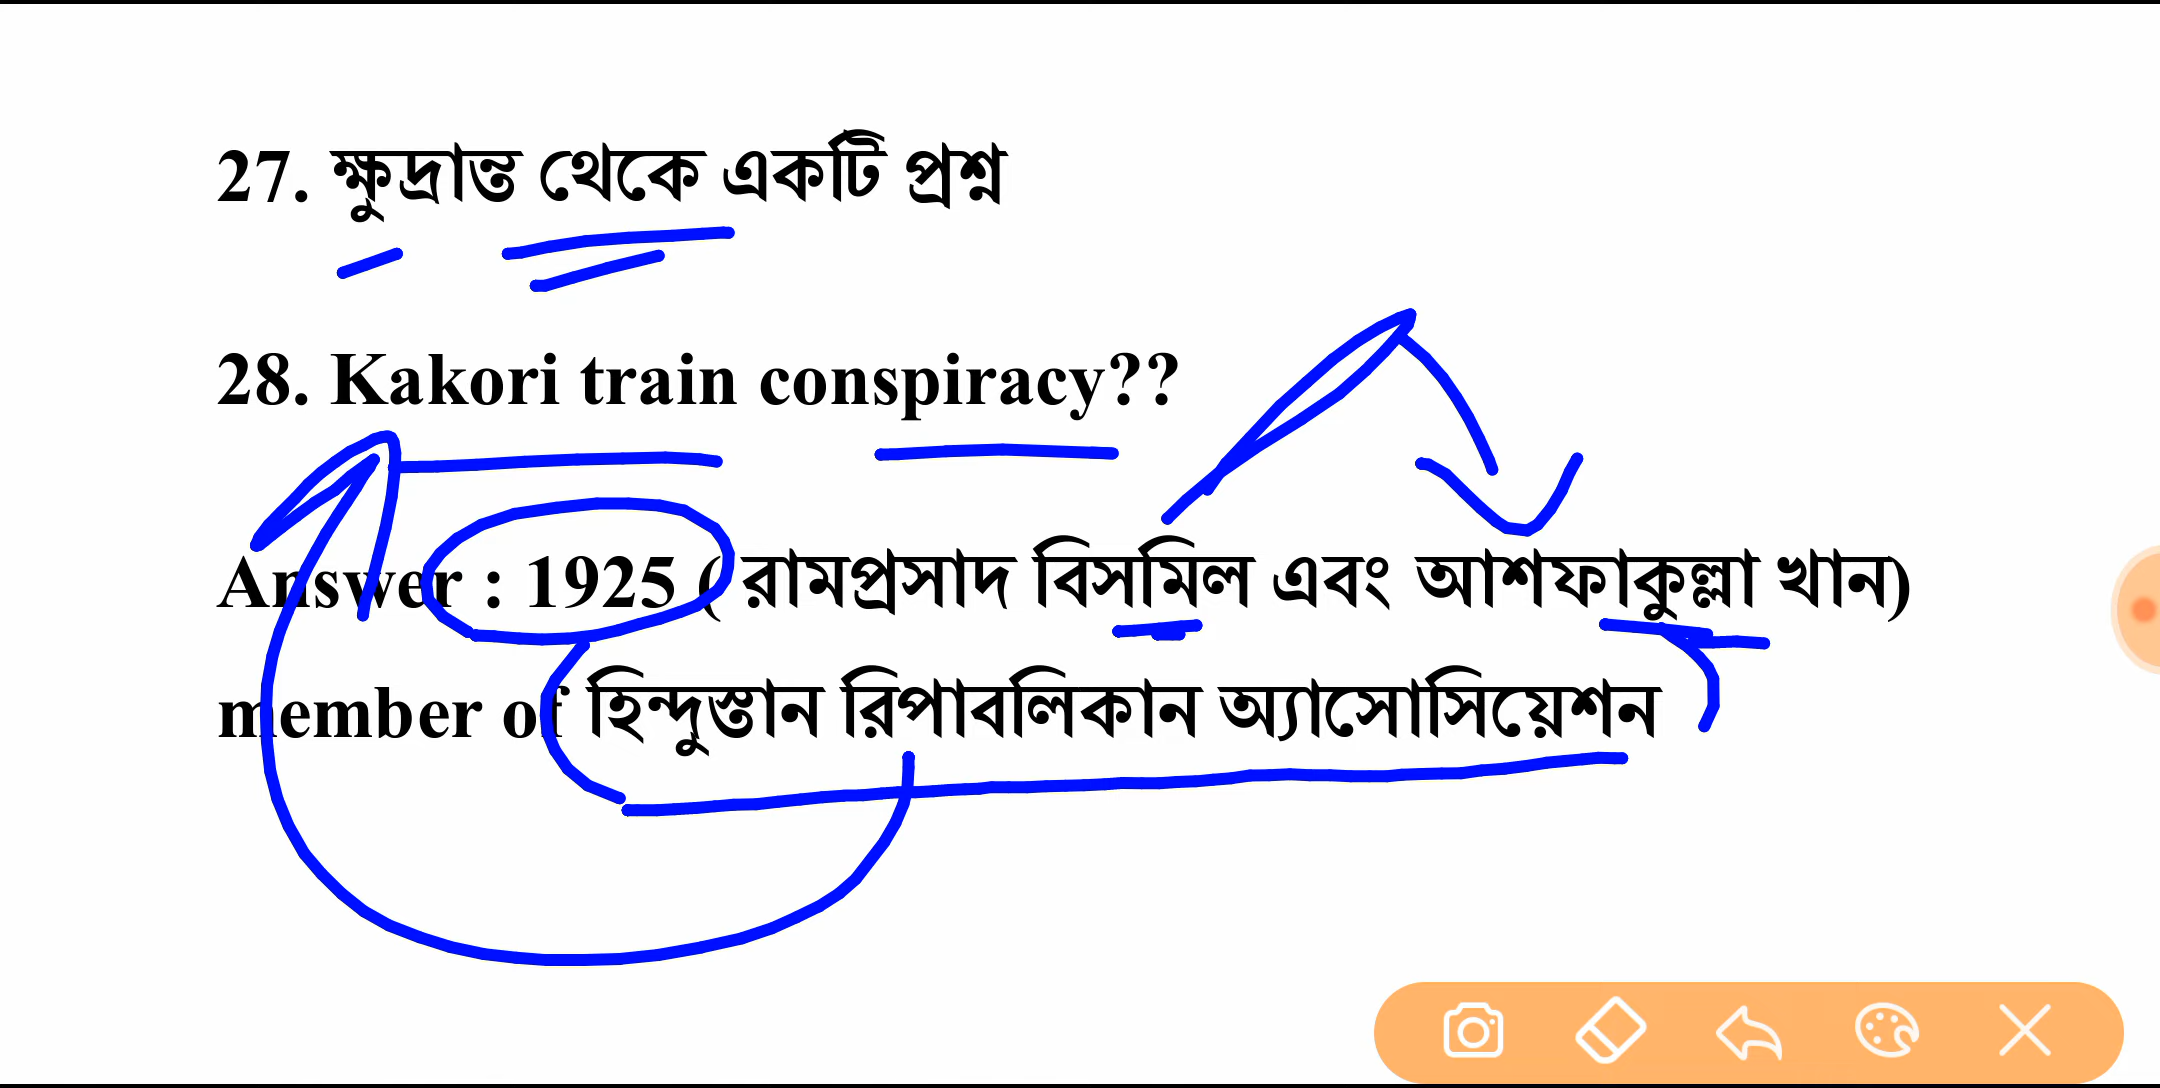 27. ক্ষুদ্রান্ত থেকে একটি প্রশ্ন
28. Kakori train conspiracy??
Answer : 1925 ( রামপ্রসাদ বিসমিল এবং আশফাকুল্লা খান)
member of হিন্দুস্তান রিপাবলিকান অ্যাসোসিয়েশন